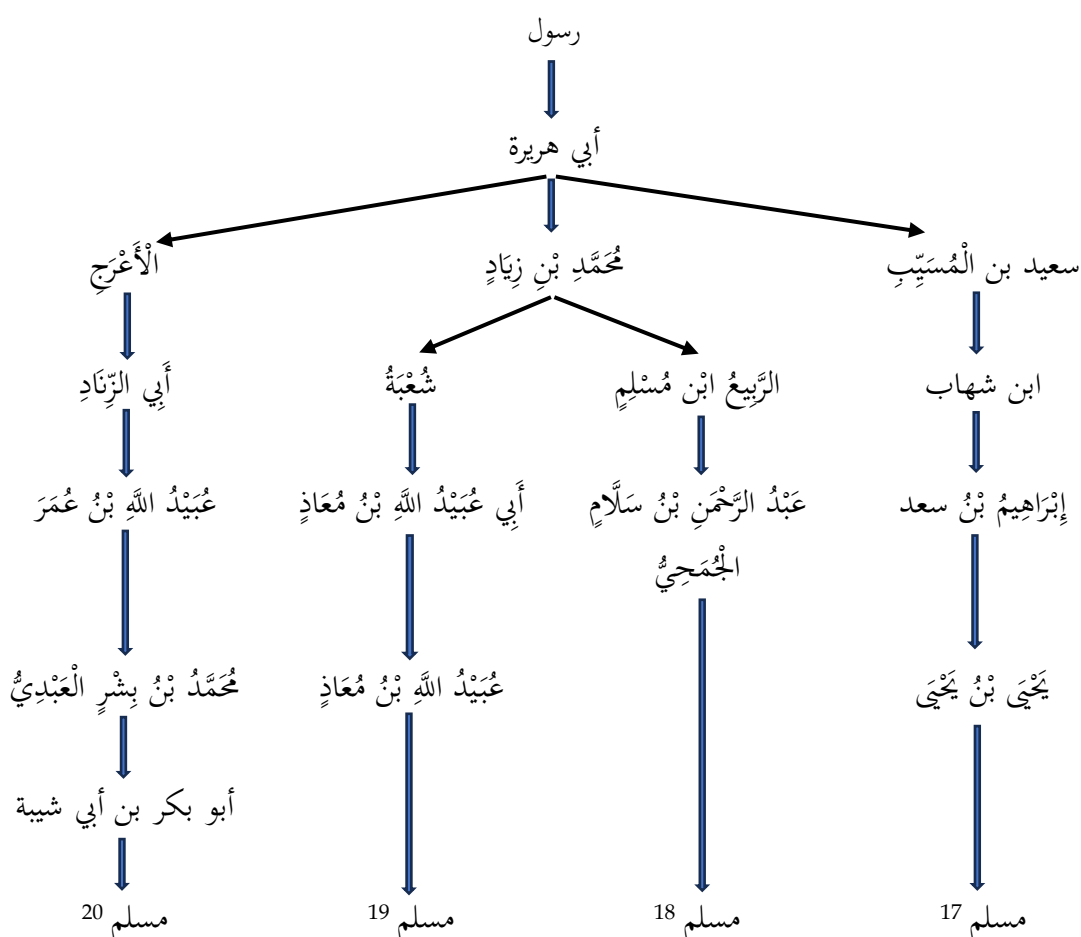 رسول
أبي هريرة
سعيد بن الْمُسَيِّبِ مُحَمَّدِ بْنِ زِيَادٍ الْأَعْرَجِ
ابن شهاب الرَّبِيعُ ابْن مُسْلِمٍ شُعْبَةُ أَبِي الزِّنَادِ
إِبْرَاهِيمُ بْنُ سعد عَبْدُ الرَّحْمَنِ بْنُ سَلَّامٍ أَبِي عُبَيْدُ اللَّهِ بْنُ مُعَاذٍ عُبَيْدُ اللَّهِ بْنُ عُمَرَ
الْجُمَحِيُّ
يَحْيَى بْنُ يَحْيَى عُبَيْدُ اللَّهِ بْنُ مُعَاذٍ مُحَمَّدُ بْنُ بِشْرٍ الْعَبْدِيُّ
أبو بكر بن أبي شيبة
مسلم 17 مسلم 18 مسلم 19 مسلم 20